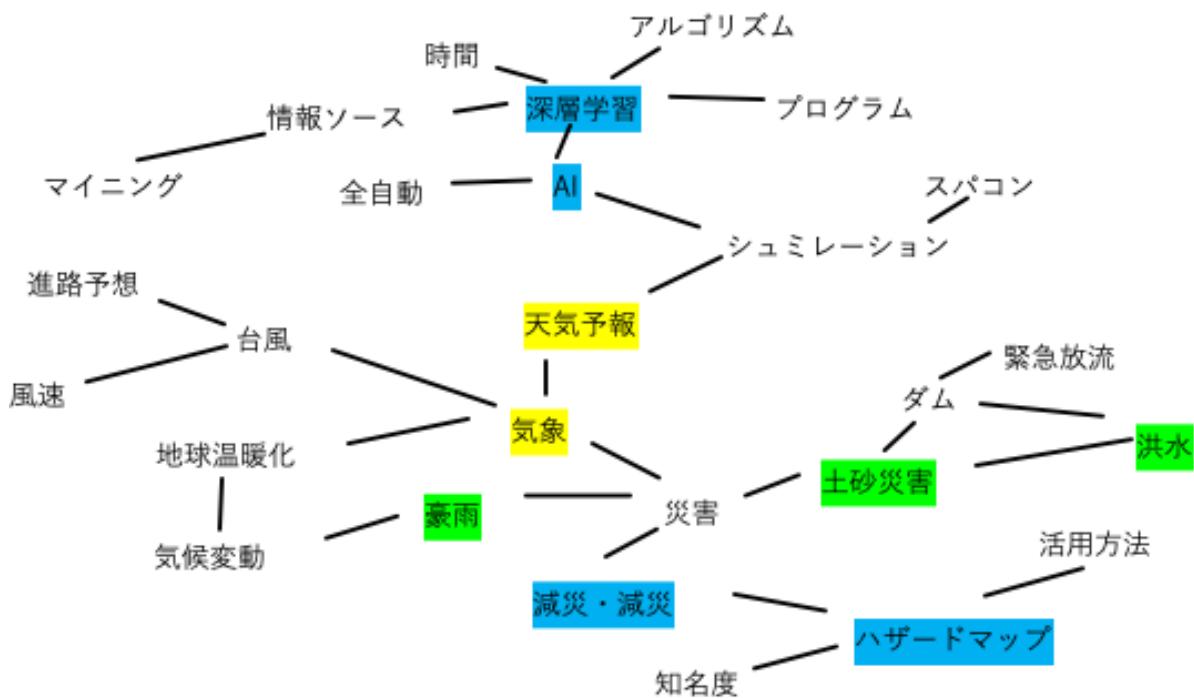 アルゴリズム
時間
深層学習
プログラム
情報ソース
マイニング
全自動
AI
スパコン
シュミレーション
進路予想
天気予報
台風
風速
緊急放流
ダム
気象
地球温暖化
洪水
土砂災害
豪雨
災害
気候変動
活用方法
減災・減災
ハザードマップ
知名度